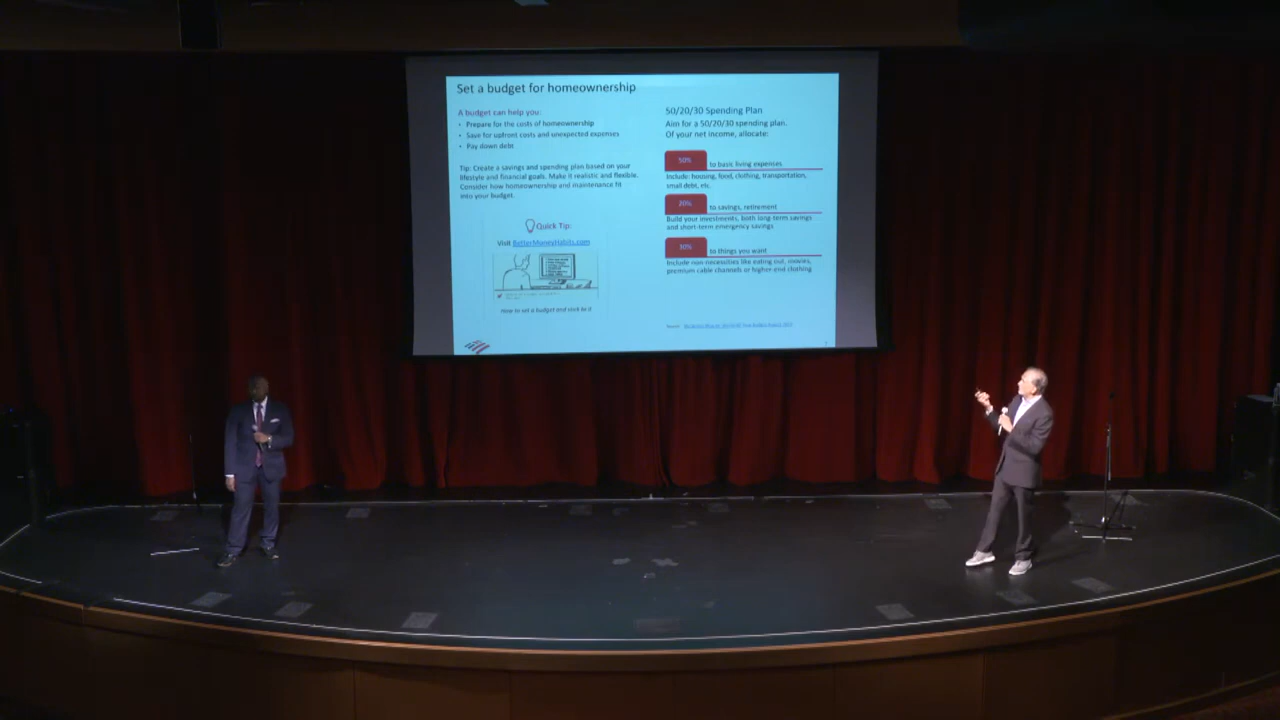 Set a budget for homeownership
A budget can help you:
• Prepare for the costs of homeownership
• Save for upfront costs and unexpected expenses
• Pay down debt
Tip: Create a savings and spending plan based on your
lifestyle and financial goals. Make it realistic and flexible.
Consider how homeownership and maintenance fit
into your budget.
Quick Tip:
Visit BetterMoneyHabits.com
How to set a budget and stick to it
50/20/30 Spending Plan
Aim for a 50/20/30 spending plan.
Of your net income, allocate:
50% to basic living expenses
Include: housing, food, clothing, transportation,
small debt, etc.
20% to savings, retirement
Build your investments, both long-term savings
and short-term emergency savings
30% to things you want
Include non-necessities like eating out, movies,
premium cable channels or higher end clothing